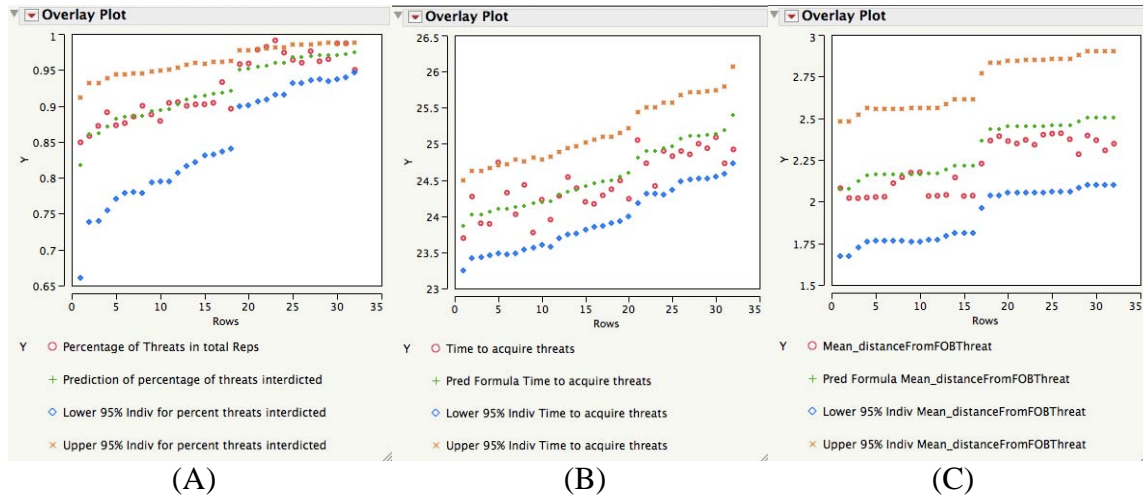 Overlay Plot
1
0.95
0.9
0.85
0.8
0.75
0.7
0.65
Y
0 5 10 15 20 25 30 35
Rows
Y Percentage of Threats in total Reps
Prediction of percentage of threats interdicted
Lower 95% Indiv for percent threats interdicted
Upper 95% Indiv for percent threats interdicted
(A)
Overlay Plot
26.5
26
25.5
25
24.5
24
23.5
23
Y
0 5 10 15 20 25 30 35
Rows
Y Time to acquire threats
Pred Formula Time to acquire threats
Lower 95% Indiv Time to acquire threats
Upper 95% Indiv Time to acquire threats
(B)
Overlay Plot
3
2.75
2.5
2.25
2
1.75
1.5
Y
0 5 10 15 20 25 30 35
Rows
Y Mean_distanceFromFOBThreat
Pred Formula Mean_distanceFromFOBThreat
Lower 95% Indiv Mean_distanceFromFOBThreat
Upper 95% Indiv Mean_distanceFromFOBThreat
(C)